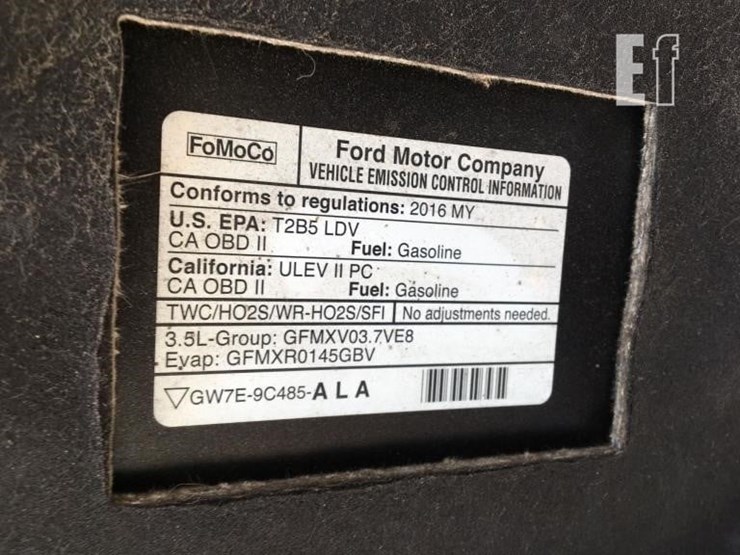 Ef
FoMoCo
Ford Motor Company
VEHICLE EMISSION CONTROL INFORMATION
Conforms to regulations: 2016 MY
U.S. EPA: T2B5 LDV
CA OBD II Fuel: Gasoline
California: ULEV II PC
CA OBD II Fuel: Gasoline
TWC/HO2S/WR-HO2S/SFI No adjustments needed.
3.5L-Group: GFMXV03.7VE8
Evap: GFMXR0145GBV
▽GW7E-9C485-A L A